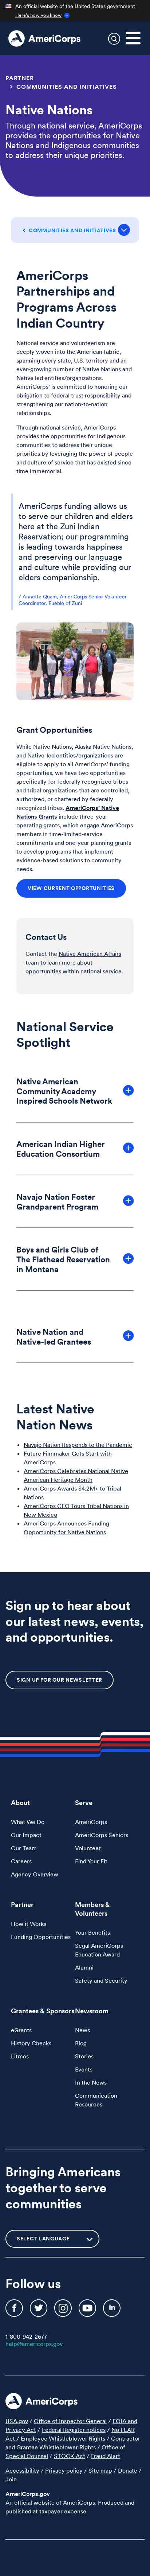 An official website of the United States government
Here's how you know
AmeriCorps
PARTNER
> COMMUNITIES AND INITIATIVES
Native Nations
Through national service, AmeriCorps
provides the opportunities for Native
Nation and Indigenous communities
to address their unique priorities.
COMMUNITIES AND INITIATIVES
AmeriCorps
Partnerships and
Programs Across
Indian Country
National service and volunteerism are
deeply woven into the American fabric,
spanning every state, U.S. territory and an
ever-increasing number of Native Nations and
Native led entities/organizations.
AmeriCorps' is committed to honoring our
obligation to federal trust responsibility and
strengthening our nation-to-nation
relationships.
Through national service, AmeriCorps
provides the opportunities for Indigenous
communities to address their unique
priorities by leveraging the power of people
and culture of service that existed since
time immemorial.
AmeriCorps funding allows us
to serve our children and elders
here at the Zuni Indian
Reservation; our programming
is leading towards happiness
and preserving our language
and culture while providing our
elders companionship.
/ Annette Quam, AmeriCorps Senior Volunteer
Coordinator, Pueblo of Zuni
Grant Opportunities
While Native Nations, Alaska Native Nations,
and Native-led entities/organizations are
eligible to apply to all AmeriCorps' funding
opportunities, we have two opportunities
specifically for federally recognized tribes
and organizations created, authorized,
authorized, or chartered by federally
recognized tribes. AmeriCorps' Native
Nations Grants include three-year
operating grants, which engage AmeriCorps
members in time-limited service
commitments and one-year planning grants
to develop programs that implement
evidence-based solutions to community
needs.
VIEW CURRENT OPPORTUNITIES
Contact Us
Contact the Native American Affairs
team to learn more about
opportunities within national service.
National Service
Spotlight
Native American
Community Academy
Inspired Schools Network
American Indian Higher
Education Consortium
Navajo Nation Foster
Grandparent Program
Boys and Girls Club of
The Flathead Reservation
in Montana
Native Nation and
Native-led Grantees
Latest Native
Nation News
Navajo Nation Responds to the Pandemic
Future Filmmaker Gets Start with
AmeriCorps
AmeriCorps Celebrates National Native
American Heritage Month
AmeriCorps Awards $4.2M+ to Tribal
Nations
AmeriCorps CEO Tours Tribal Nations in
New Mexico
AmeriCorps Announces Funding
Opportunity for Native Nations
Sign up to hear about
our latest news, events,
and opportunities.
SIGN UP FOR OUR NEWSLETTER
About
What We Do
Our Impact
Our Team
Careers
Agency Overview
Serve
AmeriCorps
AmeriCorps Seniors
Volunteer
Find Your Fit
Partner
How it Works
Funding Opportunities
Members &
Volunteers
Your Benefits
Segal AmeriCorps
Education Award
Alumni
Safety and Security
Grantees & Sponsors
eGrants
History Checks
Litmos
Newsroom
News
Blog
Stories
Events
In the News
Communication
Resources
Bringing Americans
together to serve
communities
SELECT LANGUAGE
Follow us
1-800-942-2677
help@americorps.gov
AmeriCorps
USA.gov / Office of Inspector General / FOIA and
Privacy Act / Federal Register notices / No FEAR
Act / Employee Whistleblower Rights / Contractor
and Grantee Whistleblower Rights / Office of
Special Counsel / STOCK Act / Fraud Alert
Accessibility / Privacy policy / Site map / Donate /
Join
AmeriCorps.gov
An official website of AmeriCorps. Produced and
published at taxpayer expense.